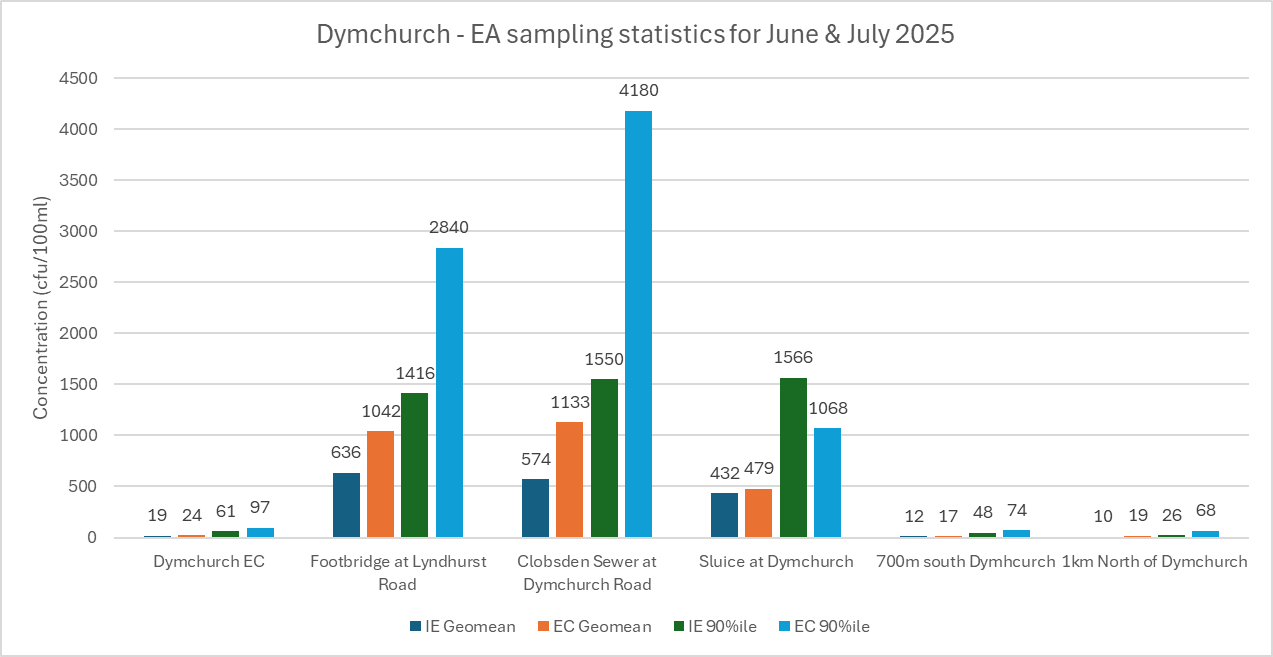 Dymchurch - EA sampling statistics for June & July 2025
Concentration (cfu/100ml)
4500
4000
3500
3000
2500
2000
1500
1000
500
0
19 24 61 97
636 1042 1416 2840
574 1133 1550 4180
432 479 1566 1068
12 17 48 74
10 19 26 68
Dymchurch EC
Footbridge at Lyndhurst
Road
Clobsden Sewer at
Dymchurch Road
Sluice at Dymchurch
700m south Dymhcurch
1km North of Dymchurch
IE Geomean EC Geomean IE 90%ile EC 90%ile